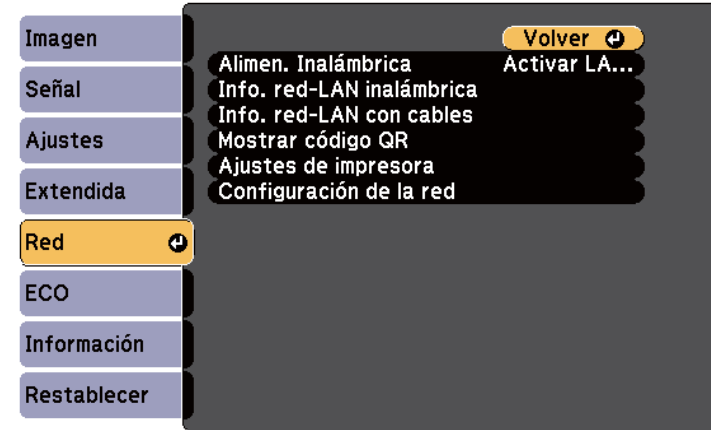 Imagen
Señal
Ajustes
Extendida
Red
ECO
Información
Restablecer
Volver
Alimen. Inalámbrica Activar LA...
Info. red-LAN inalámbrica
Info. red-LAN con cables
Mostrar código QR
Ajustes de impresora
Configuración de la red